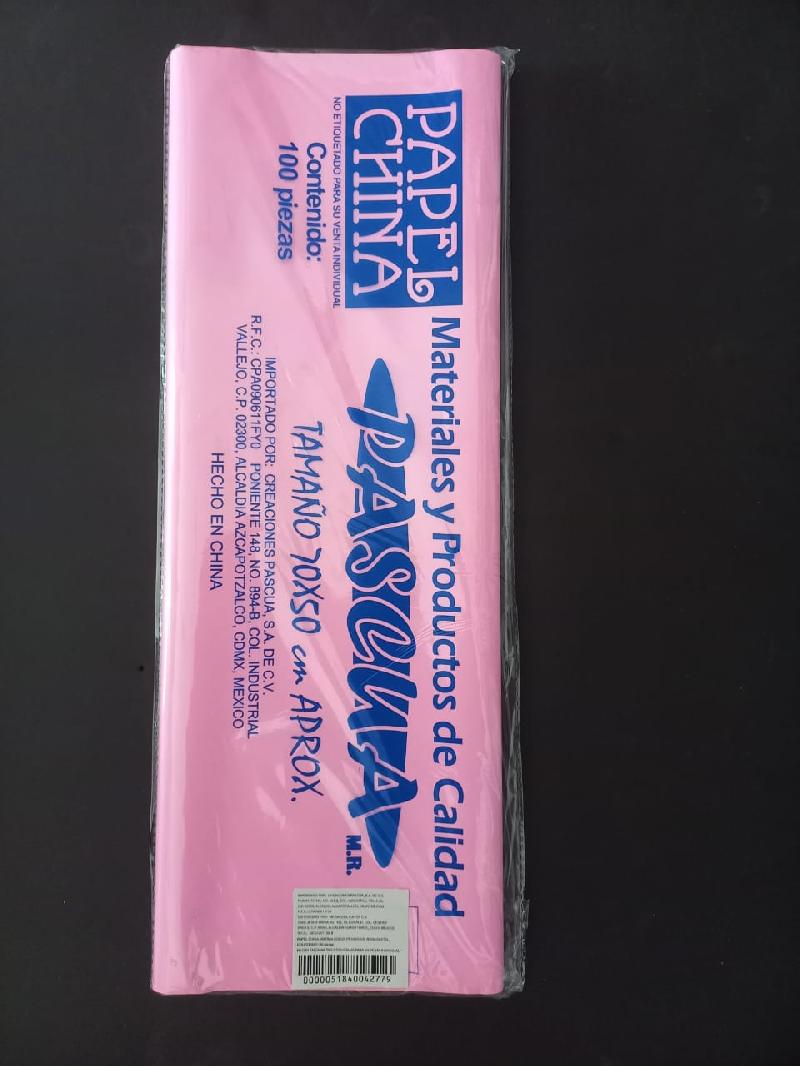 PAPEL
CHINA
NO ETIQUETADO PARA SU VENTA INDIVIDUAL
Contenido:
100 piezas
Materiales y Productos de Calidad
PASCUA
M.R.
TAMAÑO 70X50 cm APROX.
IMPORTADO POR: CREACIONES PASCUA, S.A. DE C.V.
R.F.C.: CPA090611FY0 PONIENTE 148, NO. 894-B, COL. INDUSTRIAL
VALLEJO, C.P. 02300, ALCALDIA AZCAPOTZALCO, CDMX, MEXICO
HECHO EN CHINA
0000051840042775